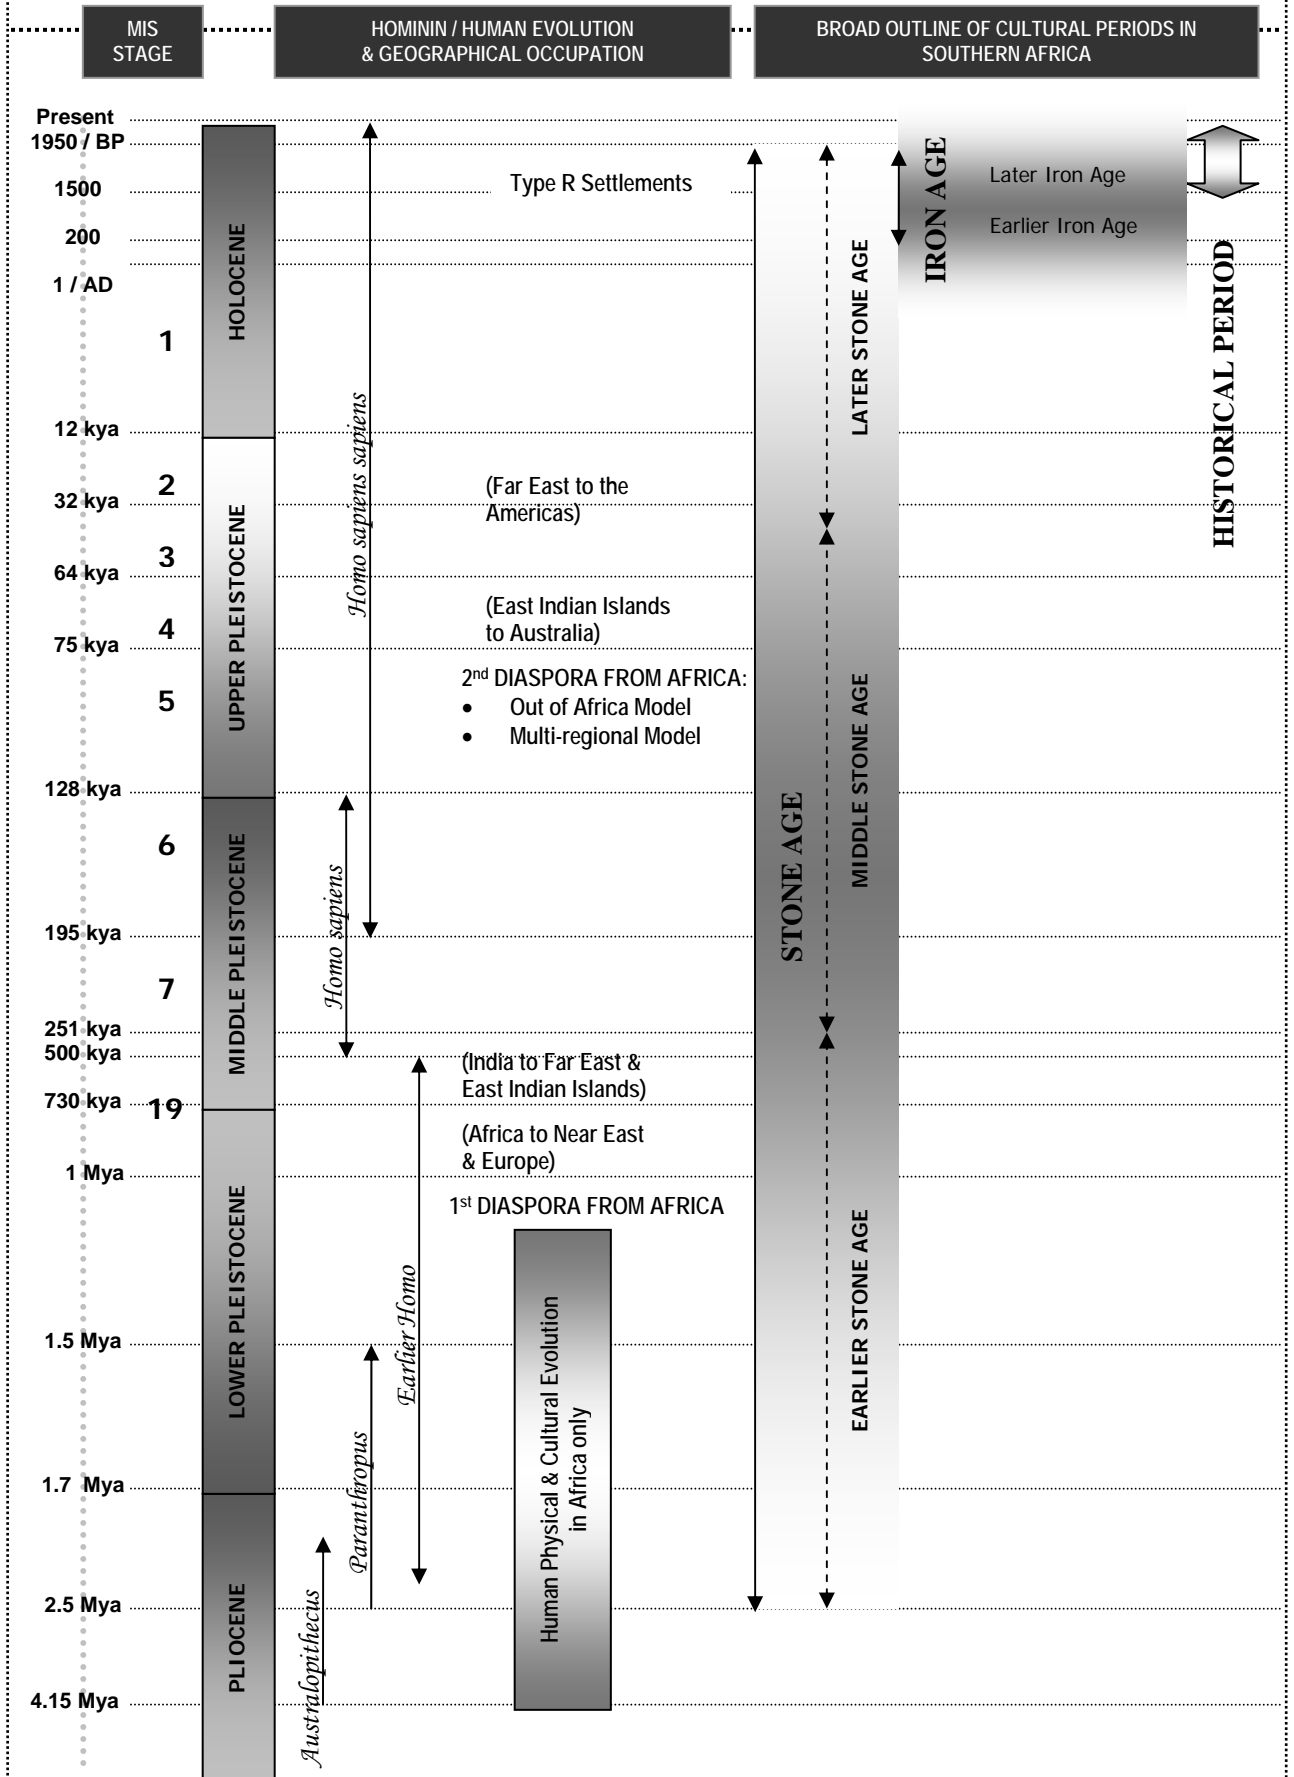 MIS
STAGE
HOMININ / HUMAN EVOLUTION
& GEOGRAPHICAL OCCUPATION
BROAD OUTLINE OF CULTURAL PERIODS IN
SOUTHERN AFRICA
Present
1950 / BP
1500
200
1 / AD
12 kya
32 kya
64 kya
75 kya
128 kya
195 kya
251 kya
500 kya
730 kya
1 Mya
1.5 Mya
1.7 Mya
2.5 Mya
4.15 Mya
1
2
3
4
5
6
7
19
HOLOCENE
UPPER PLEISTOCENE
MIDDLE PLEISTOCENE
LOWER PLEISTOCENE
PLIOCENE
Homo sapiens sapiens
Homo sapiens
Earlier Homo
Paranthropus
Australopithecus
Type R Settlements
(Far East to the
Americas)
(East Indian Islands
to Australia)
2nd DIASPORA FROM AFRICA:
• Out of Africa Model
• Multi-regional Model
(India to Far East &
East Indian Islands)
(Africa to Near East
& Europe)
1st DIASPORA FROM AFRICA
Human Physical & Cultural Evolution
in Africa only
STONE AGE
LATER STONE AGE
MIDDLE STONE AGE
EARLIER STONE AGE
IRON AGE
Later Iron Age
Earlier Iron Age
HISTORICAL PERIOD